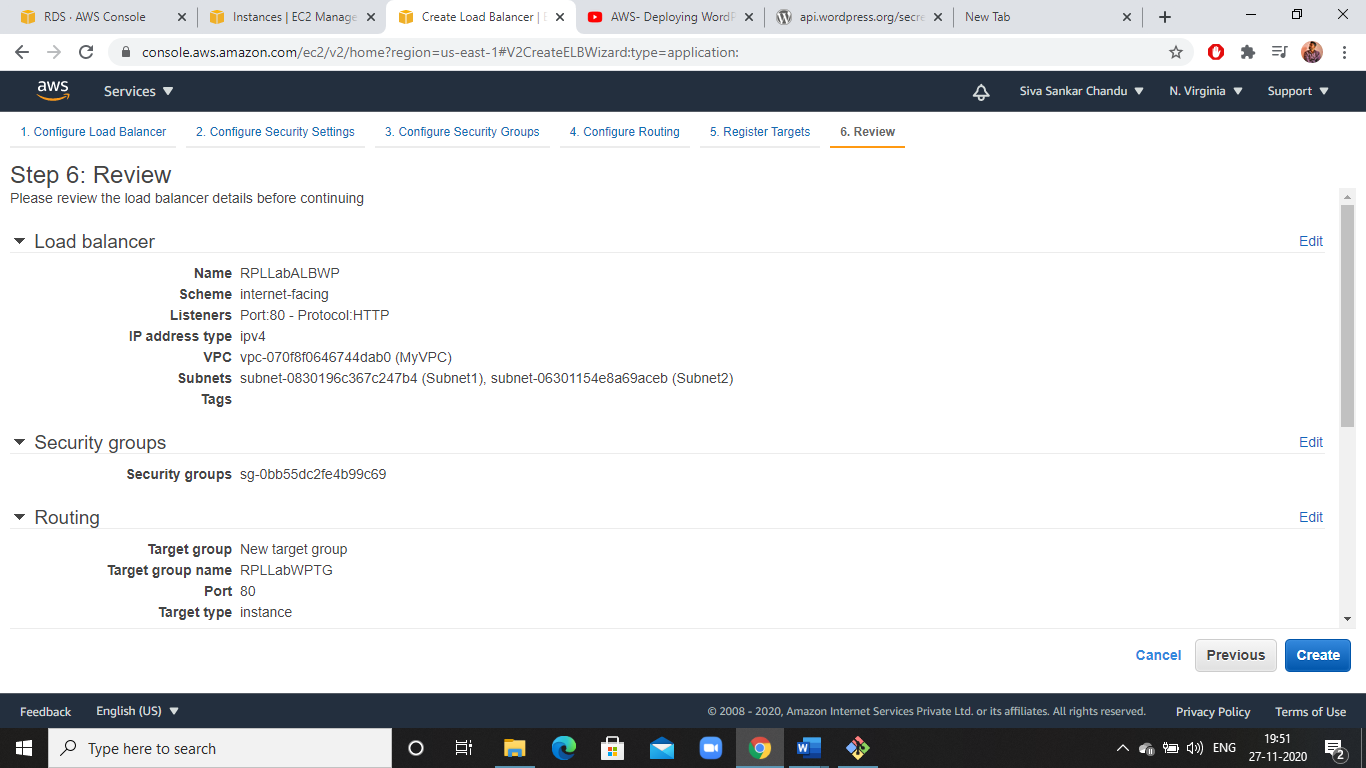 RDS · AWS Console
Instances | EC2 Manage
Create Load Balancer | E
AWS- Deploying WordP
api.wordpress.org/secre
New Tab
console.aws.amazon.com/ec2/v2/home?region=us-east-1#V2CreateELBWizard:type=application:
aws Services Siva Sankar Chandu N. Virginia Support
1. Configure Load Balancer 2. Configure Security Settings 3. Configure Security Groups 4. Configure Routing 5. Register Targets 6. Review
Step 6: Review
Please review the load balancer details before continuing
Load balancer Edit
Name RPLLabALBWP
Scheme internet-facing
Listeners Port:80 - Protocol:HTTP
IP address type ipv4
VPC vpc-070f8f0646744dab0 (MyVPC)
Subnets subnet-0830196c367c247b4 (Subnet1), subnet-06301154e8a69aceb (Subnet2)
Tags
Security groups Edit
Security groups sg-0bb55dc2fe4b99c69
Routing Edit
Target group New target group
Target group name RPLLabWPTG
Port 80
Target type instance
Cancel Previous Create
Feedback English (US) © 2008 - 2020, Amazon Internet Services Private Ltd. or its affiliates. All rights reserved. Privacy Policy Terms of Use
Type here to search
ENG
19:51
27-11-2020
2